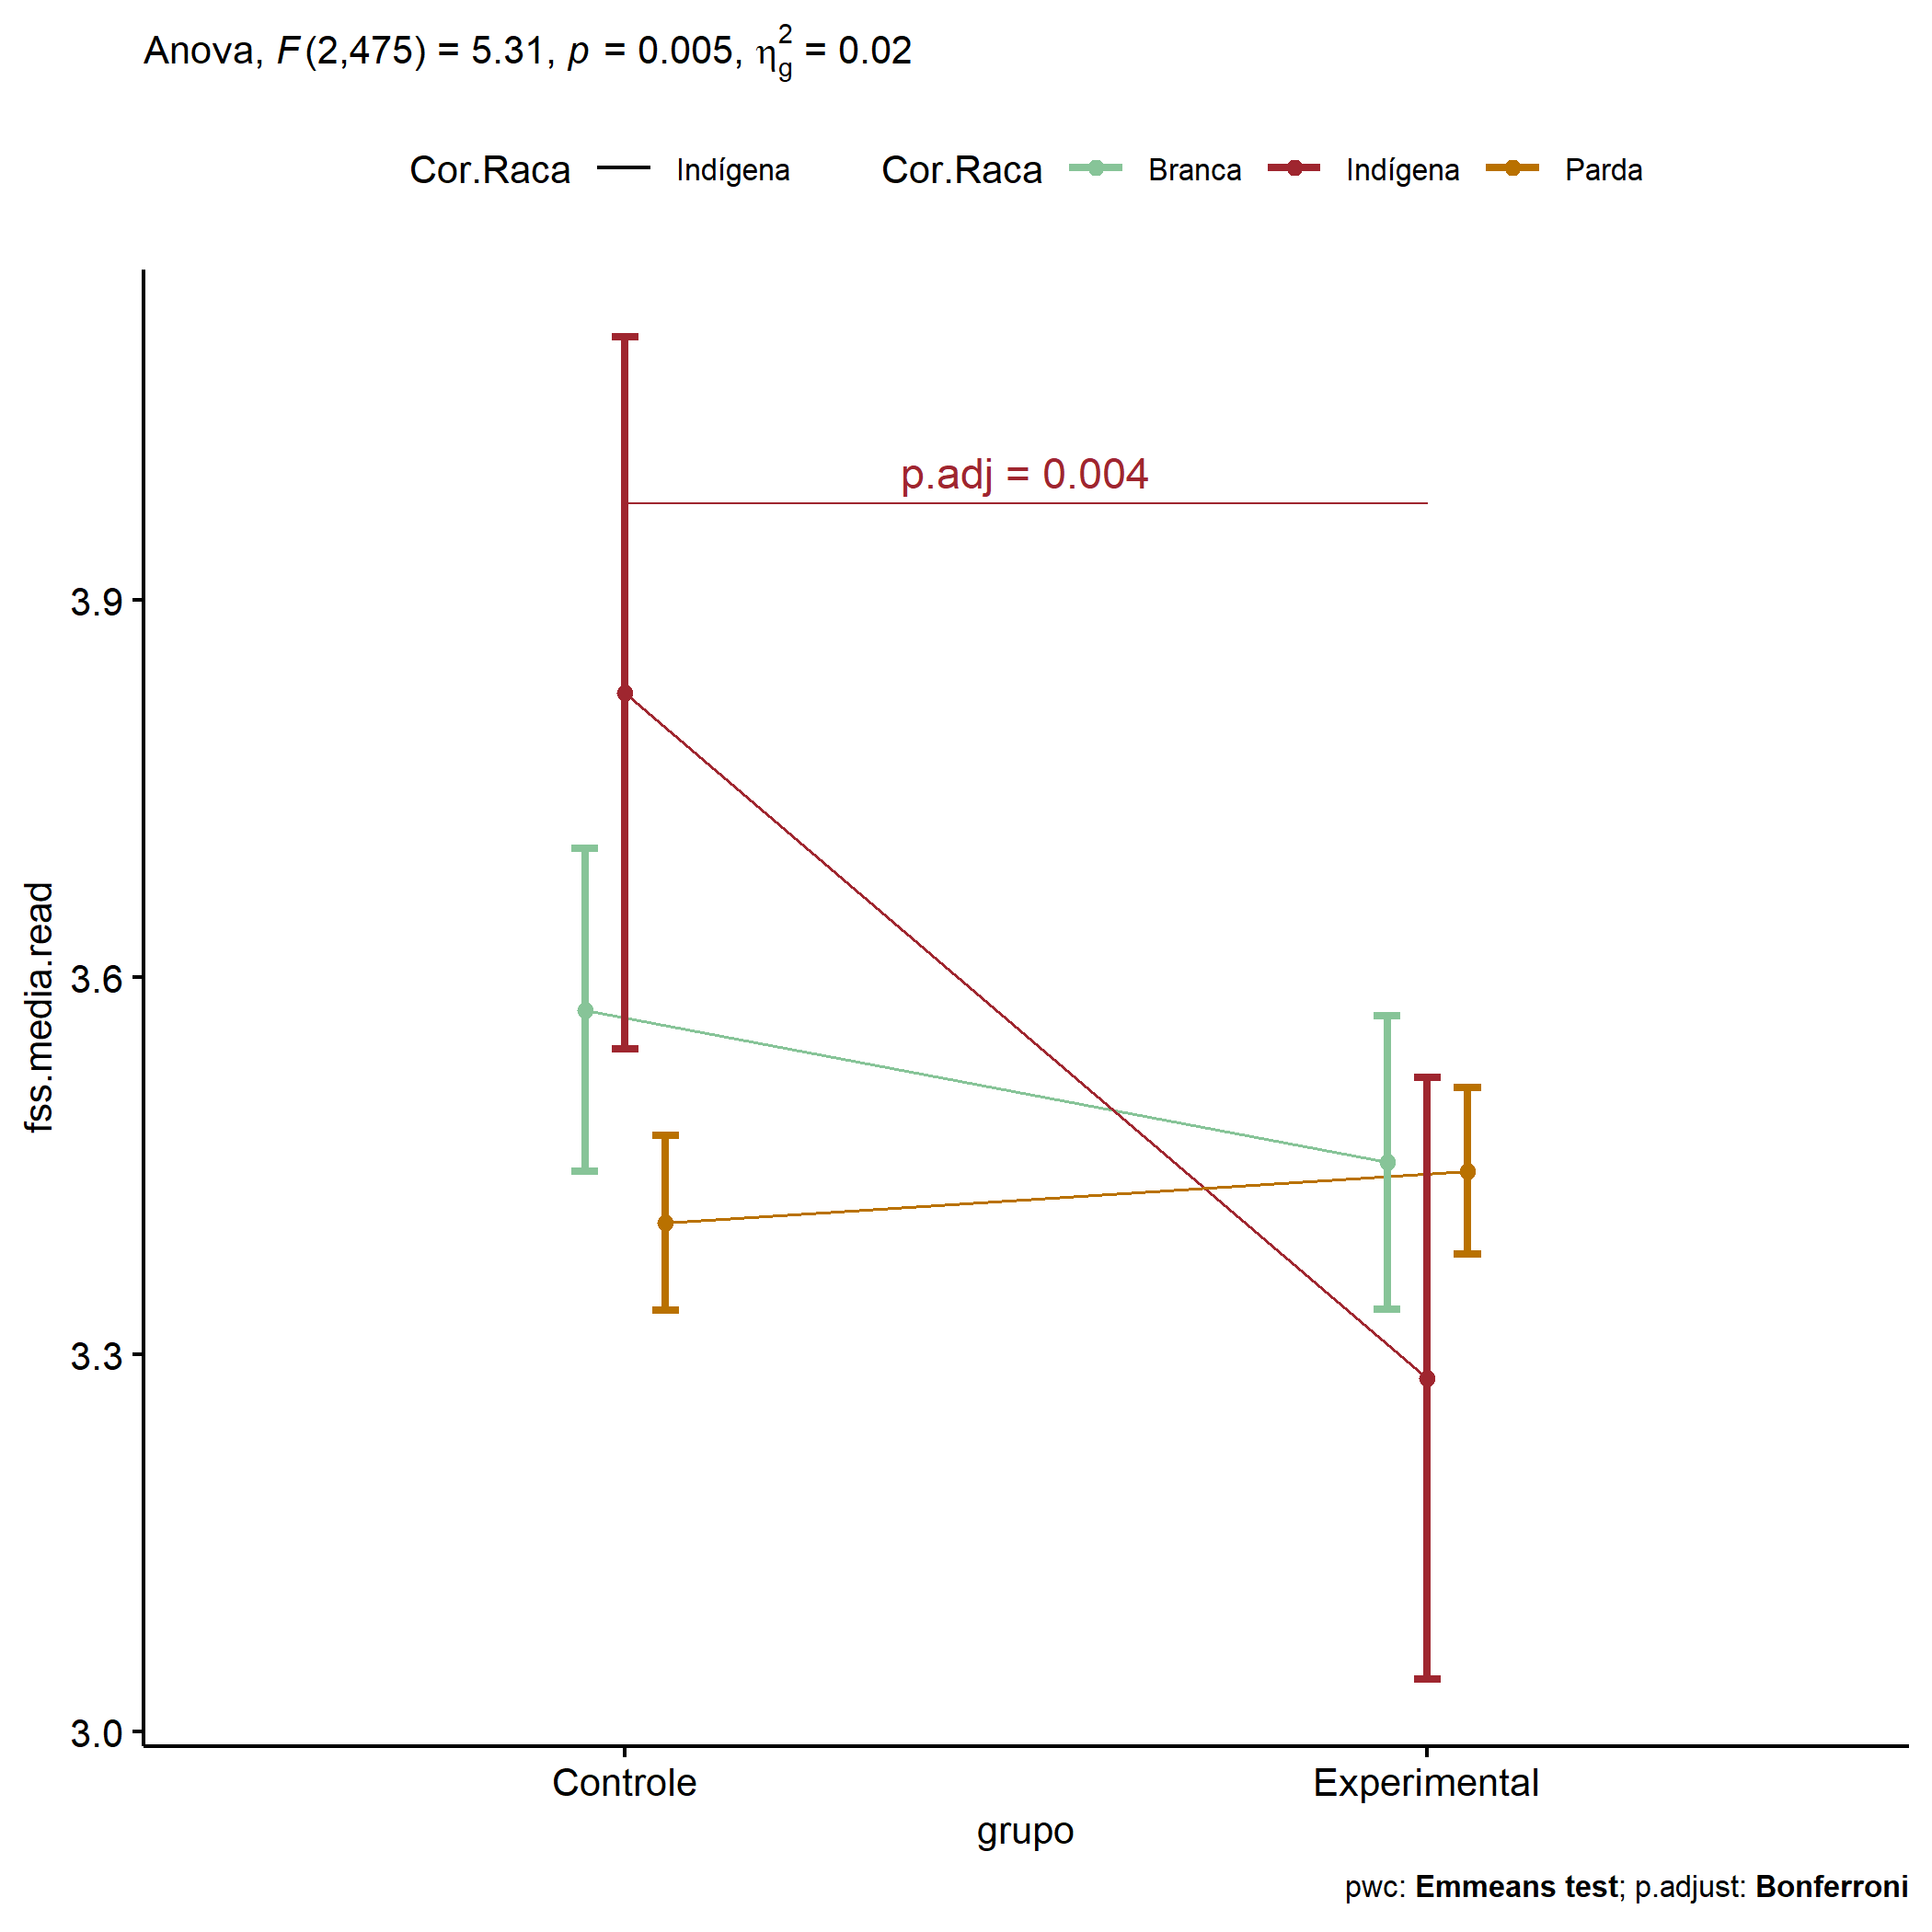 Anova, F(2,475) = 5.31, p = 0.005, η²g = 0.02
Cor.Raca Indígena Cor.Raca Branca Indígena Parda
p.adj = 0.004
3.9
3.6
3.3
3.0
fss.media.read
Controle Experimental
grupo
pwc: Emmeans test; p.adjust: Bonferroni